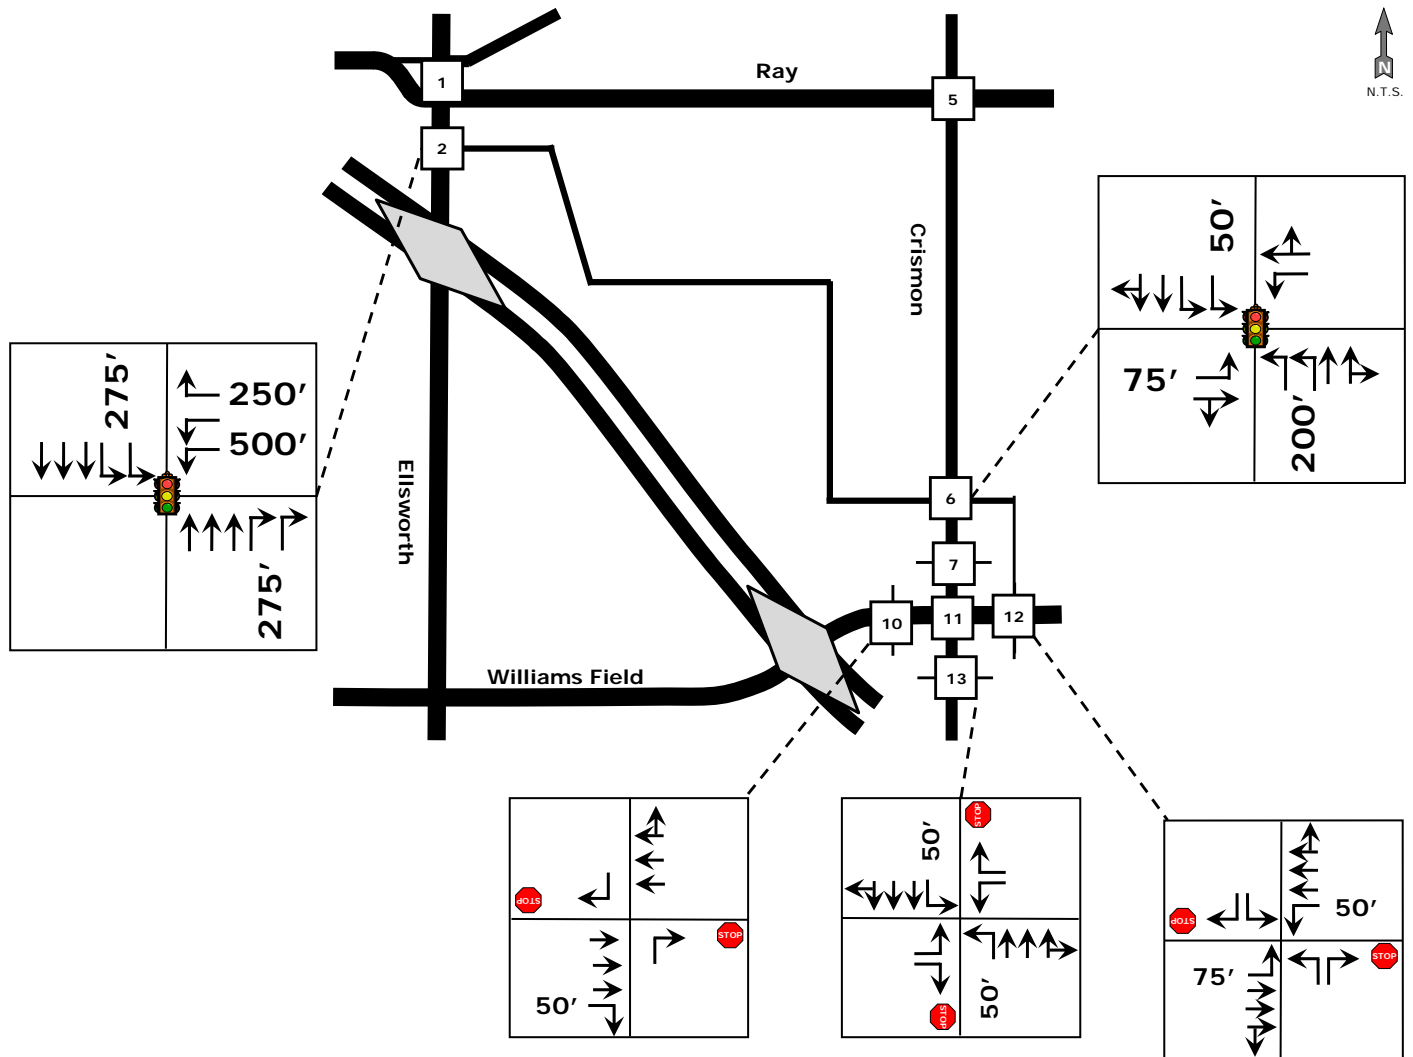 N
N.T.S.
Ray
1
5
2
Crismon
50’
75’
200’
275’
250’
500’
275’
Ellsworth
6
7
10
11
12
13
Williams Field
STOP
50’
STOP
STOP
50’
50’
STOP
STOP
50’
75’
STOP